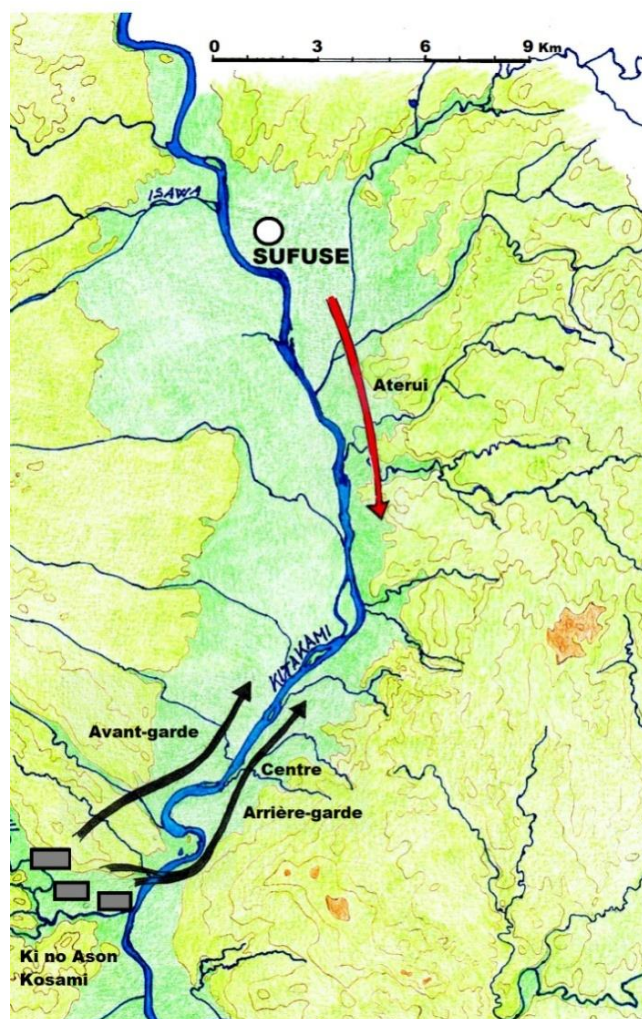 0 3 6 9 Km
ISAWA
SUFUSE
Aterui
KITAKAMI
Avant-garde
Centre
Arrière-garde
Ki no Ason
Kosami